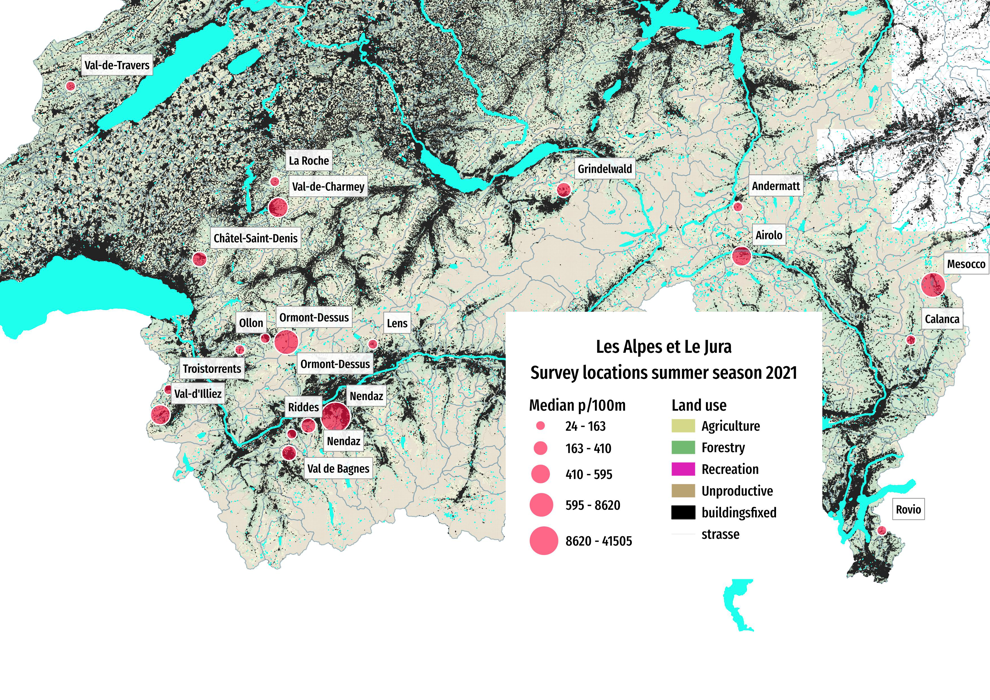 Val-de-Travers
La Roche
Val-de-Charmey
Grindelwald
Andermatt
Châtel-Saint-Denis
Airolo
Mesocco
Calanca
Ollon
Ormont-Dessus
Lens
Troistorrents
Ormont-Dessus
Val-d'Illiez
Nendaz
Riddes
Nendaz
Val de Bagnes
Rovio
Les Alpes et Le Jura
Survey locations summer season 2021
Median p/100m
24 - 163
163 - 410
410 - 595
595 - 8620
8620 - 41505
Land use
Agriculture
Forestry
Recreation
Unproductive
buildingsfixed
strasse